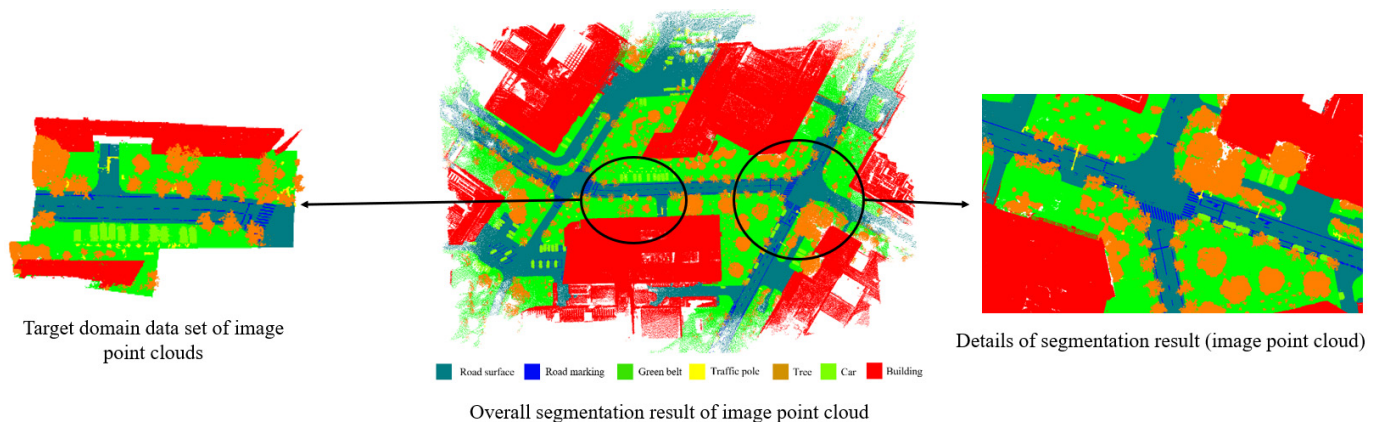 Target domain data set of image
point clouds
Road surface Road marking Green belt Traffic pole Tree Car Building
Overall segmentation result of image point cloud
Details of segmentation result (image point cloud)